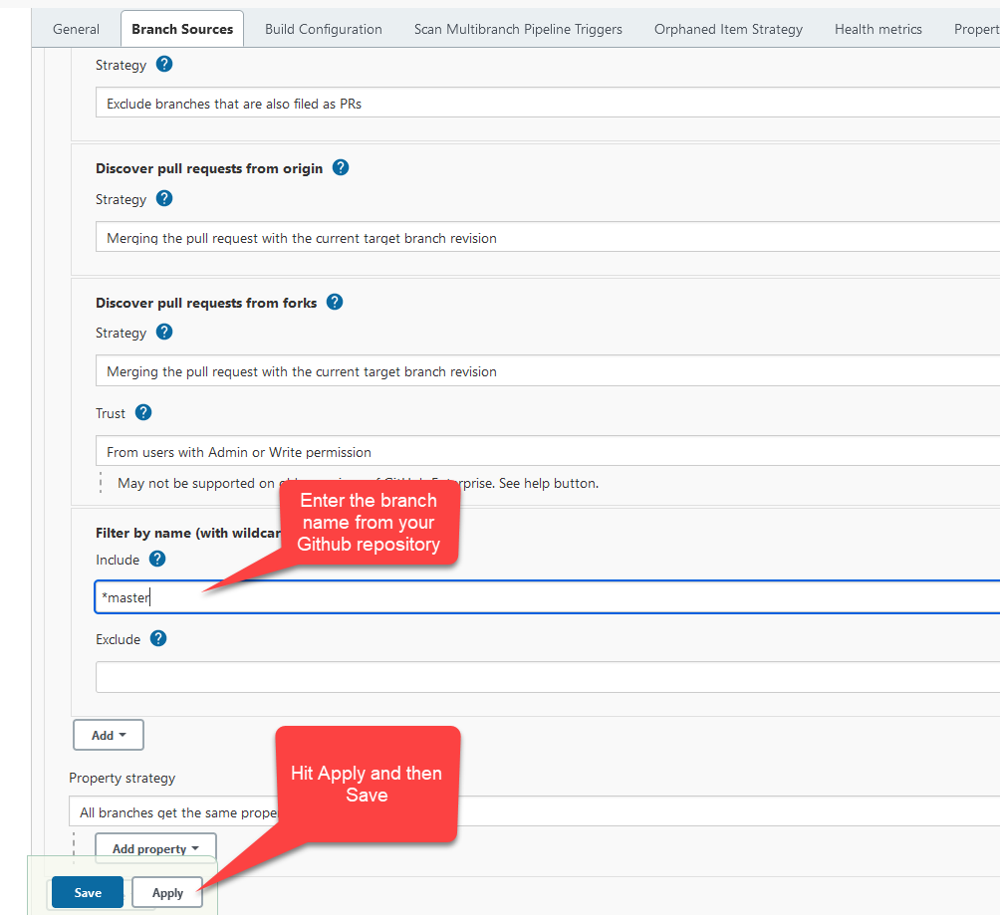 General Branch Sources Build Configuration Scan Multibranch Pipeline Triggers Orphaned Item Strategy Health metrics Propert
Strategy ?
Exclude branches that are also filed as PRs
Discover pull requests from origin ?
Strategy ?
Merging the pull request with the current target branch revision
Discover pull requests from forks ?
Strategy ?
Merging the pull request with the current target branch revision
Trust ?
From users with Admin or Write permission
May not be supported on prise. See help button.
Enter the branch
name from your
Github repository
Filter by name (with wildcar
Include ?
*master
Exclude ?
Add
Hit Apply and then
Save
Property strategy
All branches get the same prope
Add property
Save Apply